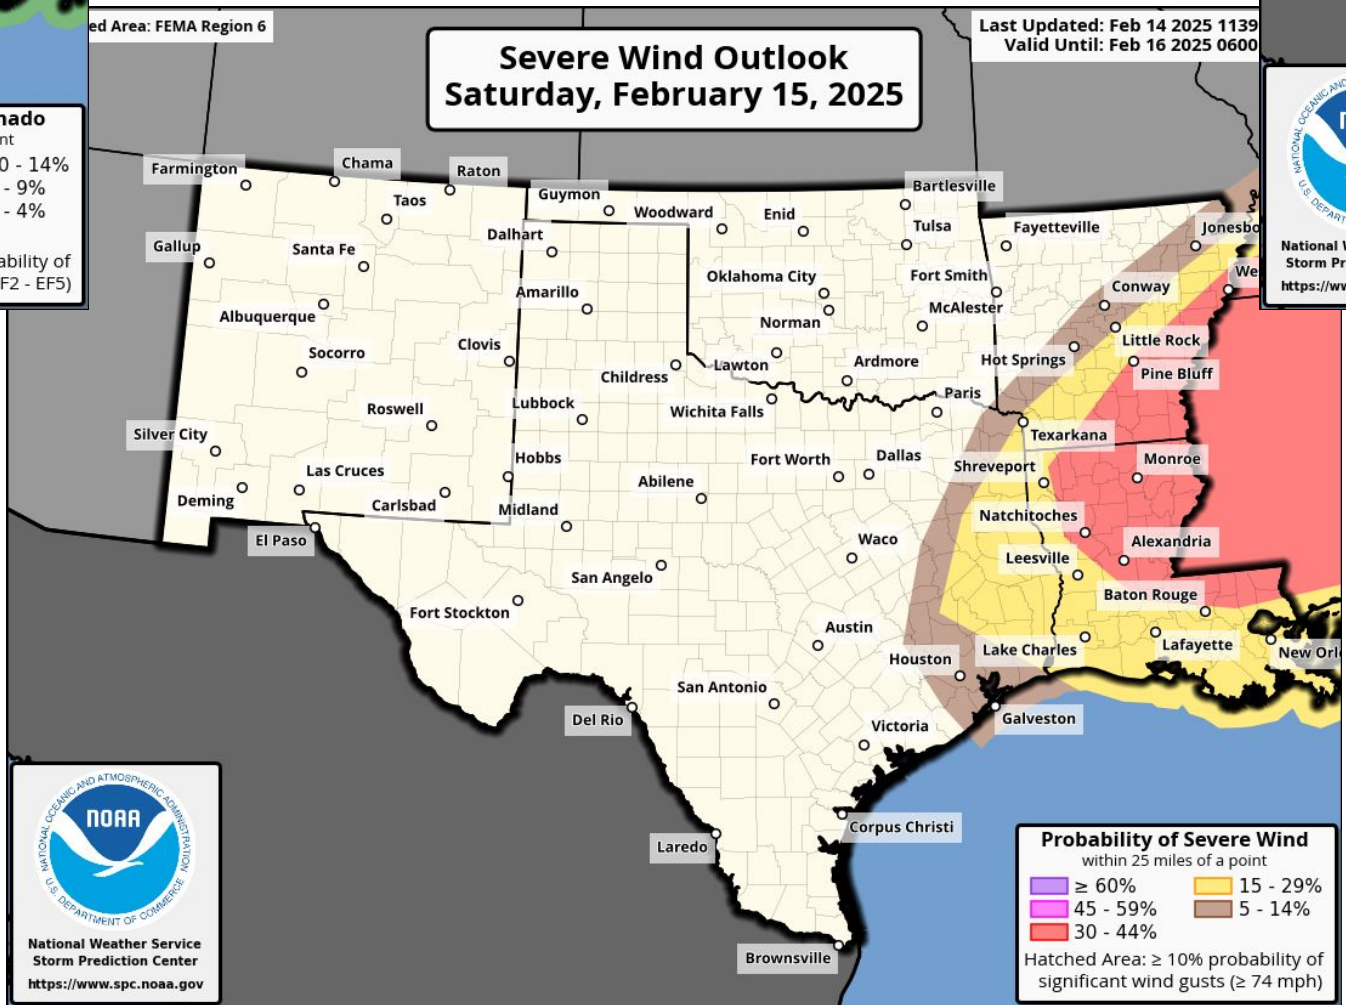 ed Area: FEMA Region 6
Last Updated: Feb 14 2025 1139
Valid Until: Feb 16 2025 0600
Severe Wind Outlook
Saturday, February 15, 2025
nado
nt
0 - 14%
- 9%
- 4%
ability of
F2 - EF5)
Farmington
Chama
Raton
Taos
Guymon
Woodward
Enid
Bartlesville
Tulsa
Fayetteville
Jonesbo
Gallup
Santa Fe
Dalhart
Oklahoma City
Fort Smith
We
Amarillo
Conway
Albuquerque
Norman
McAlester
Socorro
Clovis
Little Rock
Childress
Lawton
Ardmore
Hot Springs
Pine Bluff
Roswell
Lubbock
Wichita Falls
Paris
Silver City
Texarkana
Las Cruces
Hobbs
Abilene
Fort Worth
Dallas
Shreveport
Monroe
Deming
Carlsbad
Midland
Natchitoches
El Paso
Waco
Alexandria
San Angelo
Leesville
Fort Stockton
Baton Rouge
Austin
Lake Charles
Lafayette
New Orl
Houston
San Antonio
Del Rio
Victoria
Galveston
Corpus Christi
Laredo
Brownsville
National W
Storm Pr
https://ww
NATIONAL OCEANIC AND ATMOSPHERIC ADMINISTRATION
NOAA
U.S. DEPARTMENT OF COMMERCE
National Weather Service
Storm Prediction Center
https://www.spc.noaa.gov
Probability of Severe Wind
within 25 miles of a point
≥ 60%
15 - 29%
45 - 59%
5 - 14%
30 - 44%
Hatched Area: ≥ 10% probability of
significant wind gusts (≥ 74 mph)